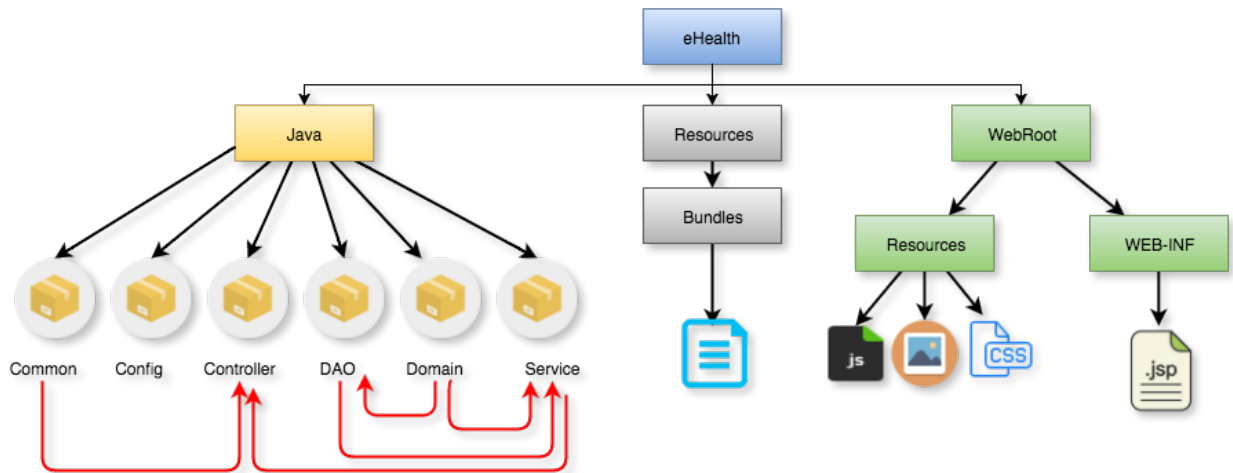 eHealth
Java
Resources
WebRoot
Bundles
Resources
WEB-INF
js
CSS
.jsp
Common
Config
Controller
DAO
Domain
Service